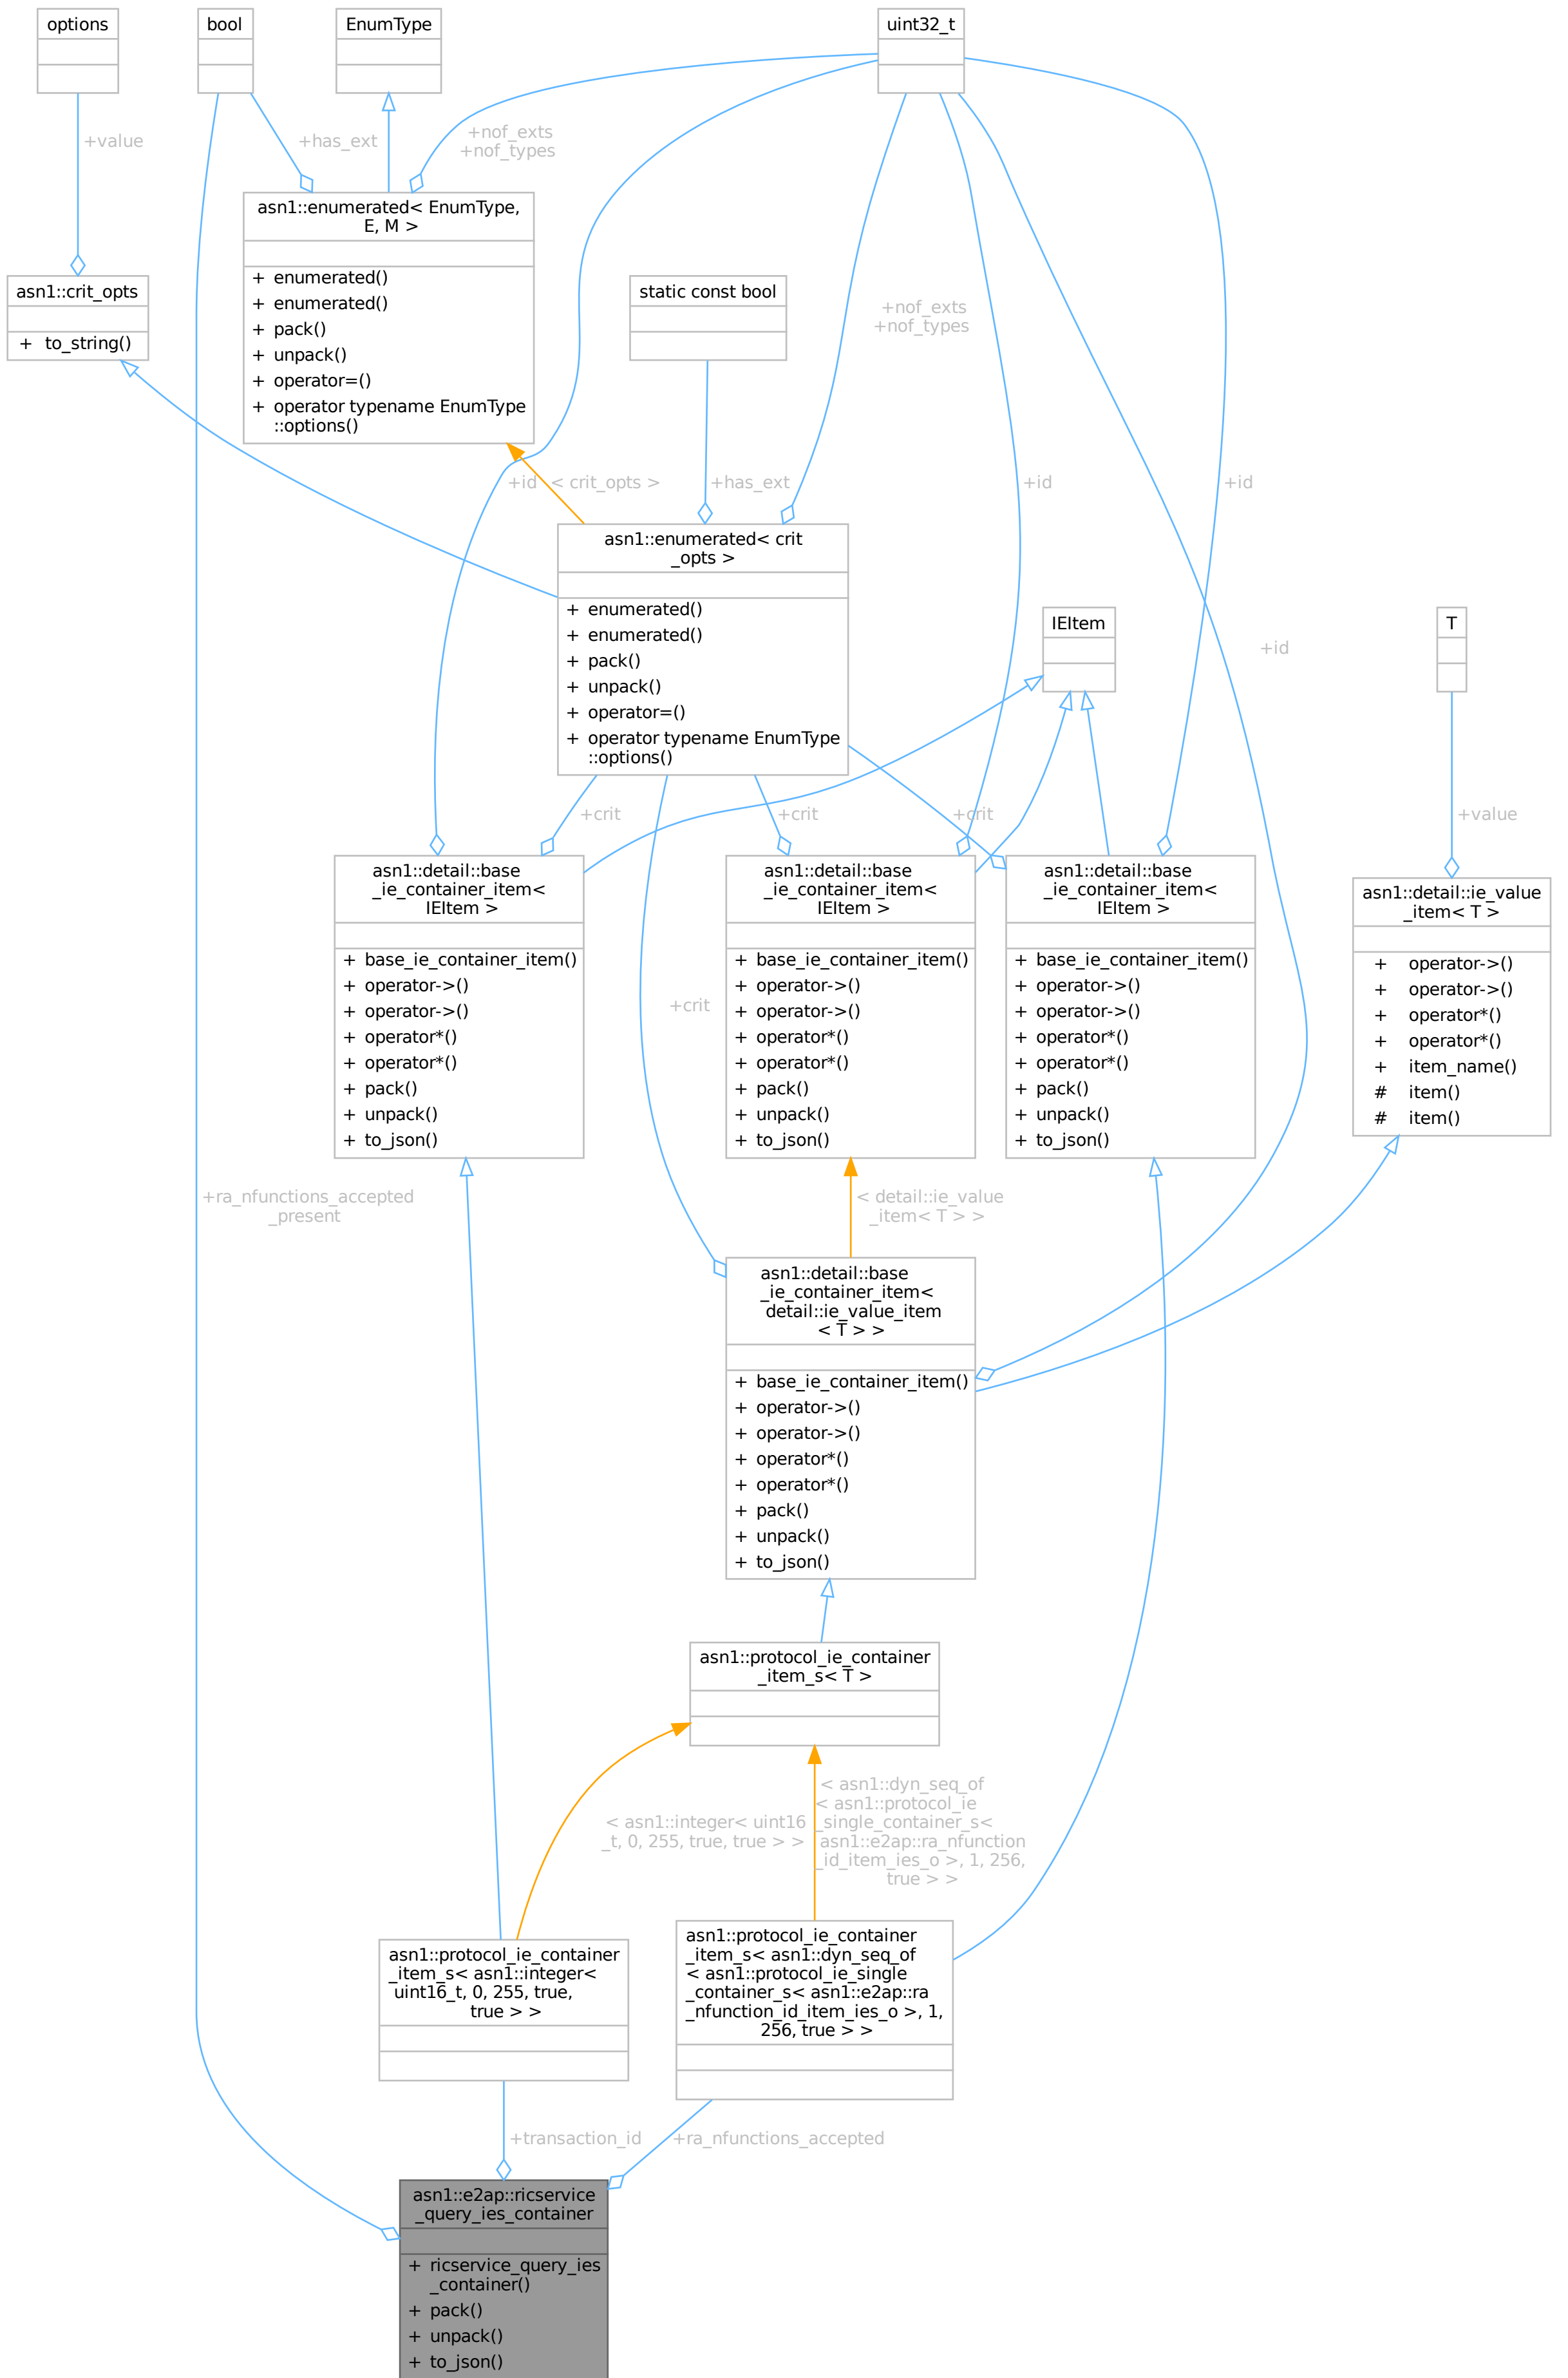 options
bool
EnumType
uint32_t
+value
+has_ext
+nof_exts
+nof_types
asn1::enumerated< EnumType,
E, M >
+ enumerated()
+ enumerated()
+ pack()
+ unpack()
+ operator=()
+ operator typename EnumType
::options()
asn1::crit_opts
+ to_string()
static const bool
+nof_exts
+nof_types
+id
< crit_opts >
+has_ext
+id
+id
asn1::enumerated< crit
_opts >
+ enumerated()
+ enumerated()
+ pack()
+ unpack()
+ operator=()
+ operator typename EnumType
::options()
IEItem
T
+id
+crit
+crit
+crit
+value
asn1::detail::base
_ie_container_item<
IEItem >
+ base_ie_container_item()
+ operator->()
+ operator->()
+ operator*()
+ operator*()
+ pack()
+ unpack()
+ to_json()
asn1::detail::base
_ie_container_item<
IEItem >
+ base_ie_container_item()
+ operator->()
+ operator->()
+ operator*()
+ operator*()
+ pack()
+ unpack()
+ to_json()
asn1::detail::base
_ie_container_item<
IEItem >
+ base_ie_container_item()
+ operator->()
+ operator->()
+ operator*()
+ operator*()
+ pack()
+ unpack()
+ to_json()
asn1::detail::ie_value
_item< T >
+ operator->()
+ operator->()
+ operator*()
+ operator*()
+ item_name()
# item()
# item()
+crit
+ra_nfunctions_accepted
_present
< detail::ie_value
_item< T > >
asn1::detail::base
_ie_container_item<
detail::ie_value_item
< T > >
+ base_ie_container_item()
+ operator->()
+ operator->()
+ operator*()
+ operator*()
+ pack()
+ unpack()
+ to_json()
asn1::protocol_ie_container
_item_s< T >
< asn1::integer< uint16
_t, 0, 255, true, true > >
< asn1::dyn_seq_of
< asn1::protocol_ie
_single_container_s<
asn1::e2ap::ra_nfunction
_id_item_ies_o >, 1, 256,
true > >
asn1::protocol_ie_container
_item_s< asn1::integer<
uint16_t, 0, 255, true,
true > >
asn1::protocol_ie_container
_item_s< asn1::dyn_seq_of
< asn1::protocol_ie_single
_container_s< asn1::e2ap::ra
_nfunction_id_item_ies_o >, 1,
256, true > >
+transaction_id
+ra_nfunctions_accepted
asn1::e2ap::ricservice
_query_ies_container
+ ricservice_query_ies
_container()
+ pack()
+ unpack()
+ to_json()